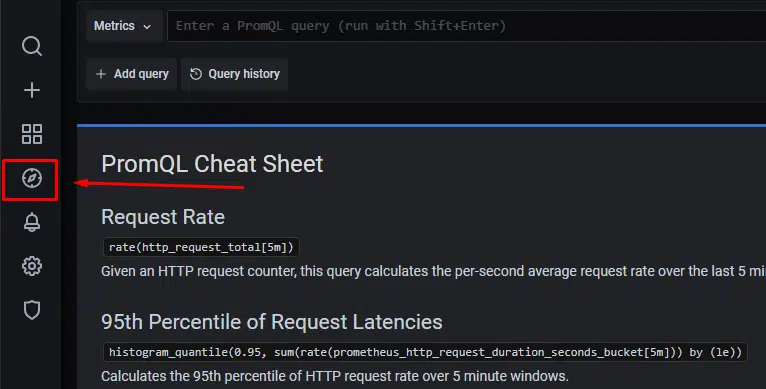 Metrics
Enter a PromQL query (run with Shift+Enter)
Add query
Query history
PromQL Cheat Sheet
Request Rate
rate(http_request_total[5m])
Given an HTTP request counter, this query calculates the per-second average request rate over the last 5
95th Percentile of Request Latencies
histogram_quantile(0.95, sum(rate(prometheus_http_request_duration_seconds_bucket[5m])) by (le))
Calculates the 95th percentile of HTTP request rate over 5 minute windows.